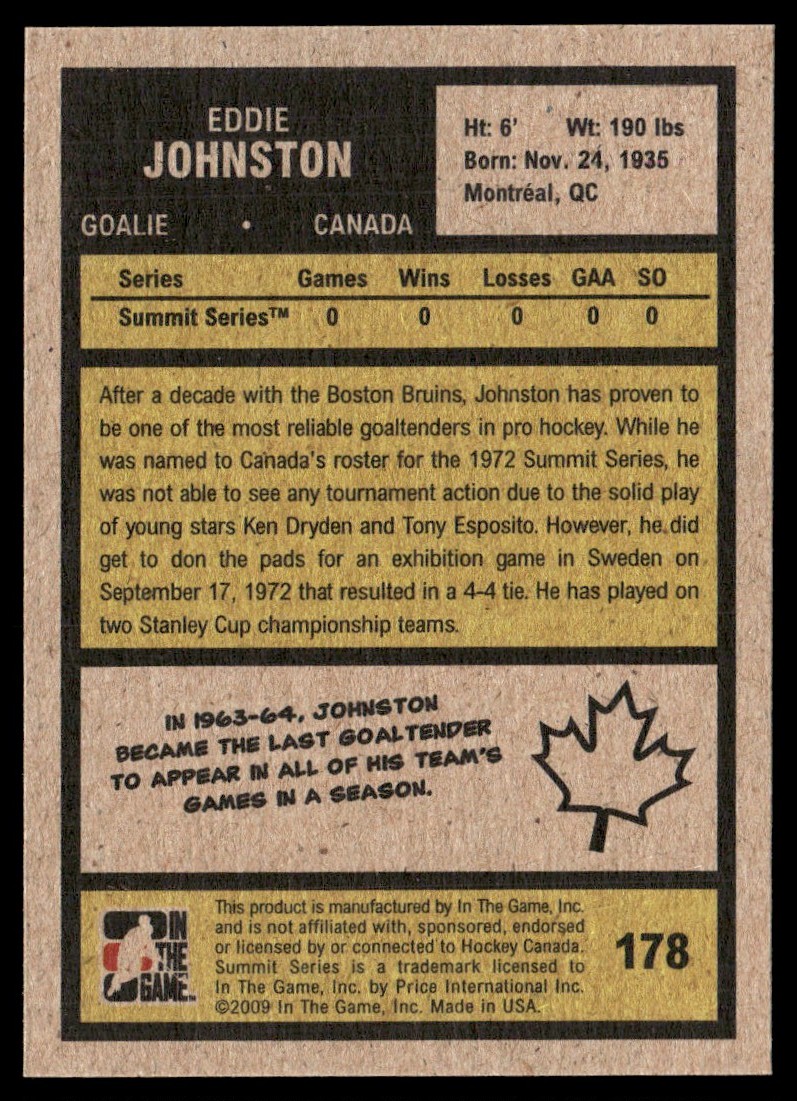 EDDIE
JOHNSTON
GOALIE • CANADA
Ht: 6' Wt: 190 lbs
Born: Nov. 24, 1935
Montréal, QC
Series Games Wins Losses GAA SO
Summit Series™ 0 0 0 0 0
After a decade with the Boston Bruins, Johnston has proven to
be one of the most reliable goaltenders in pro hockey. While he
was named to Canada's roster for the 1972 Summit Series, he
was not able to see any tournament action due to the solid play
of young stars Ken Dryden and Tony Esposito. However, he did
get to don the pads for an exhibition game in Sweden on
September 17, 1972 that resulted in a 4-4 tie. He has played on
two Stanley Cup championship teams.
IN 1963-64, JOHNSTON
BECAME THE LAST GOALTENDER
TO APPEAR IN ALL OF HIS TEAM'S
GAMES IN A SEASON.
IN
THE
GAME
This product is manufactured by In The Game, Inc.
and is not affiliated with, sponsored, endorsed
or licensed by or connected to Hockey Canada.
Summit Series is a trademark licensed to
In The Game, Inc. by Price International Inc.
©2009 In The Game, Inc. Made in USA.
178